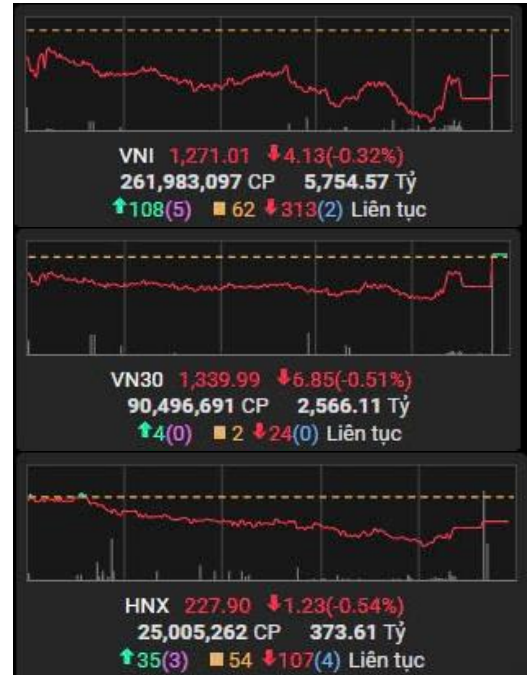 VNI 1,271.01 4.13(-0.32%)
261,983,097 CP 5,754.57 Tỷ
108(5) 62 313(2) Liên tục
VN30 1,339.99 6.85(-0.51%)
90,496,691 CP 2,566.11 Tỷ
4(0) 2 24(0) Liên tục
HNX 227.90 1.23(-0.54%)
25,005,262 CP 373.61 Tỷ
35(3) 54 107(4) Liên tục